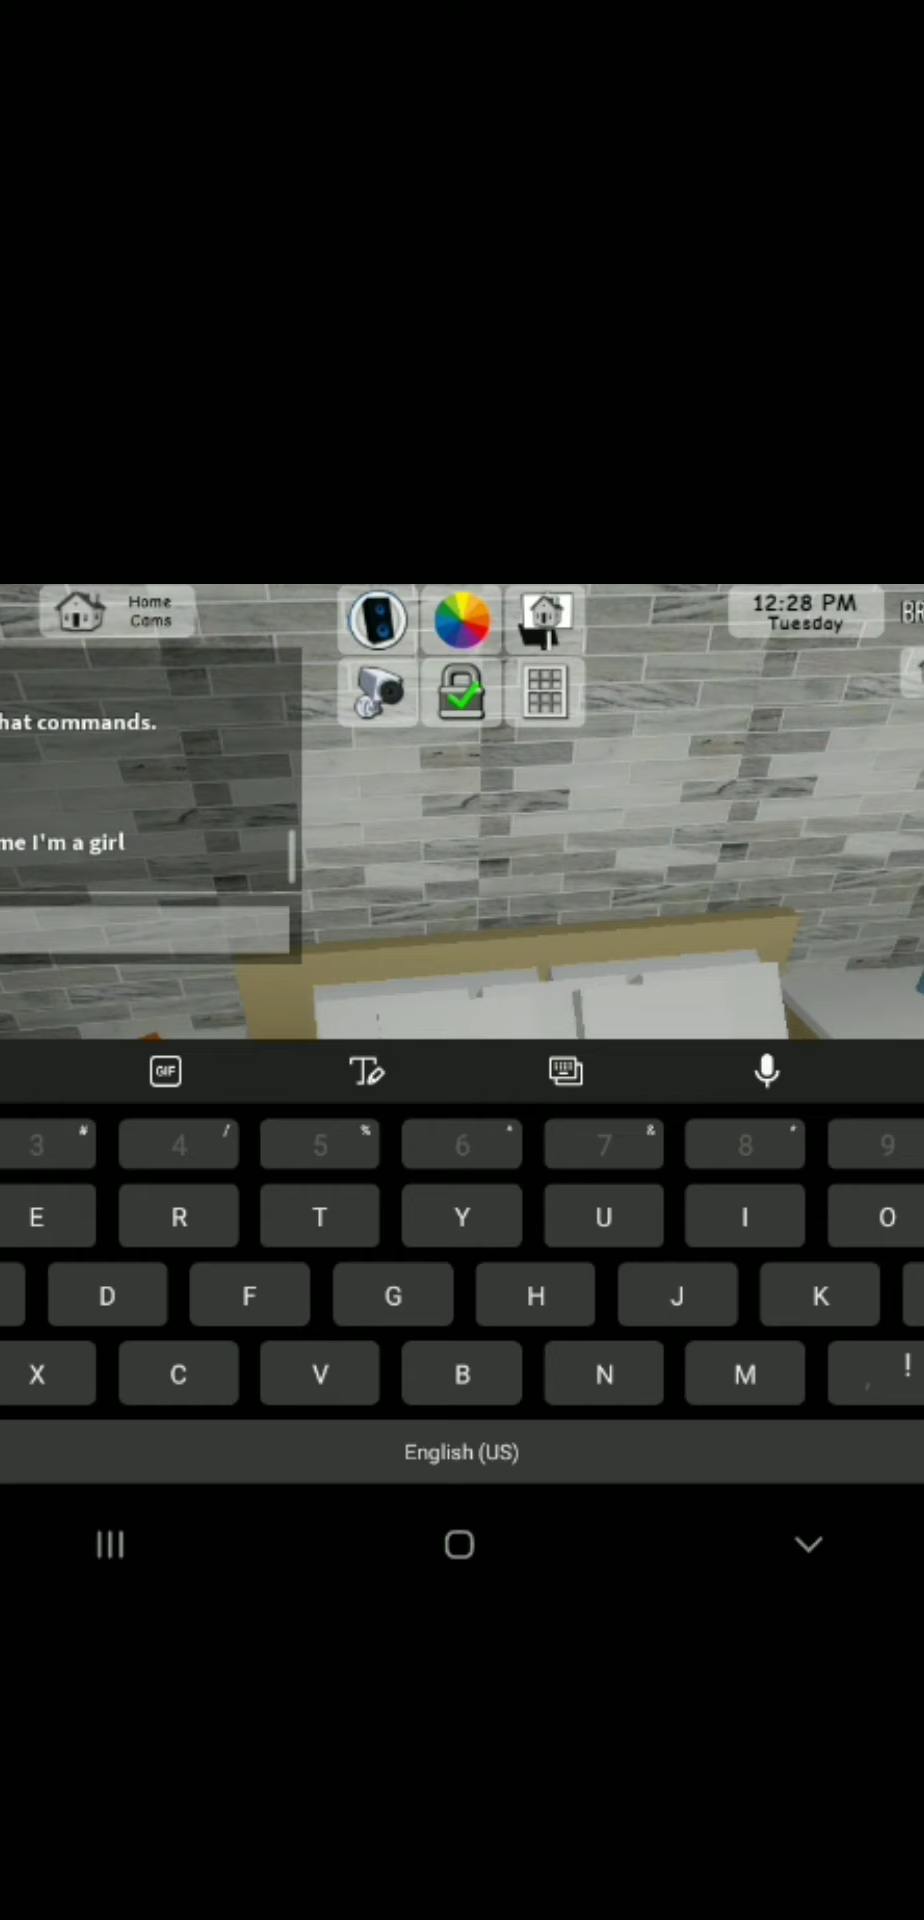 Home
Cams
12:28 PM
Tuesday
BR
hat commands.
me I'm a girl
GIF
3 # 4 / 5 % 6 ^ 7 & 8 * 9
E R T Y U I O
D F G H J K
X C V B N M , !
English (US)